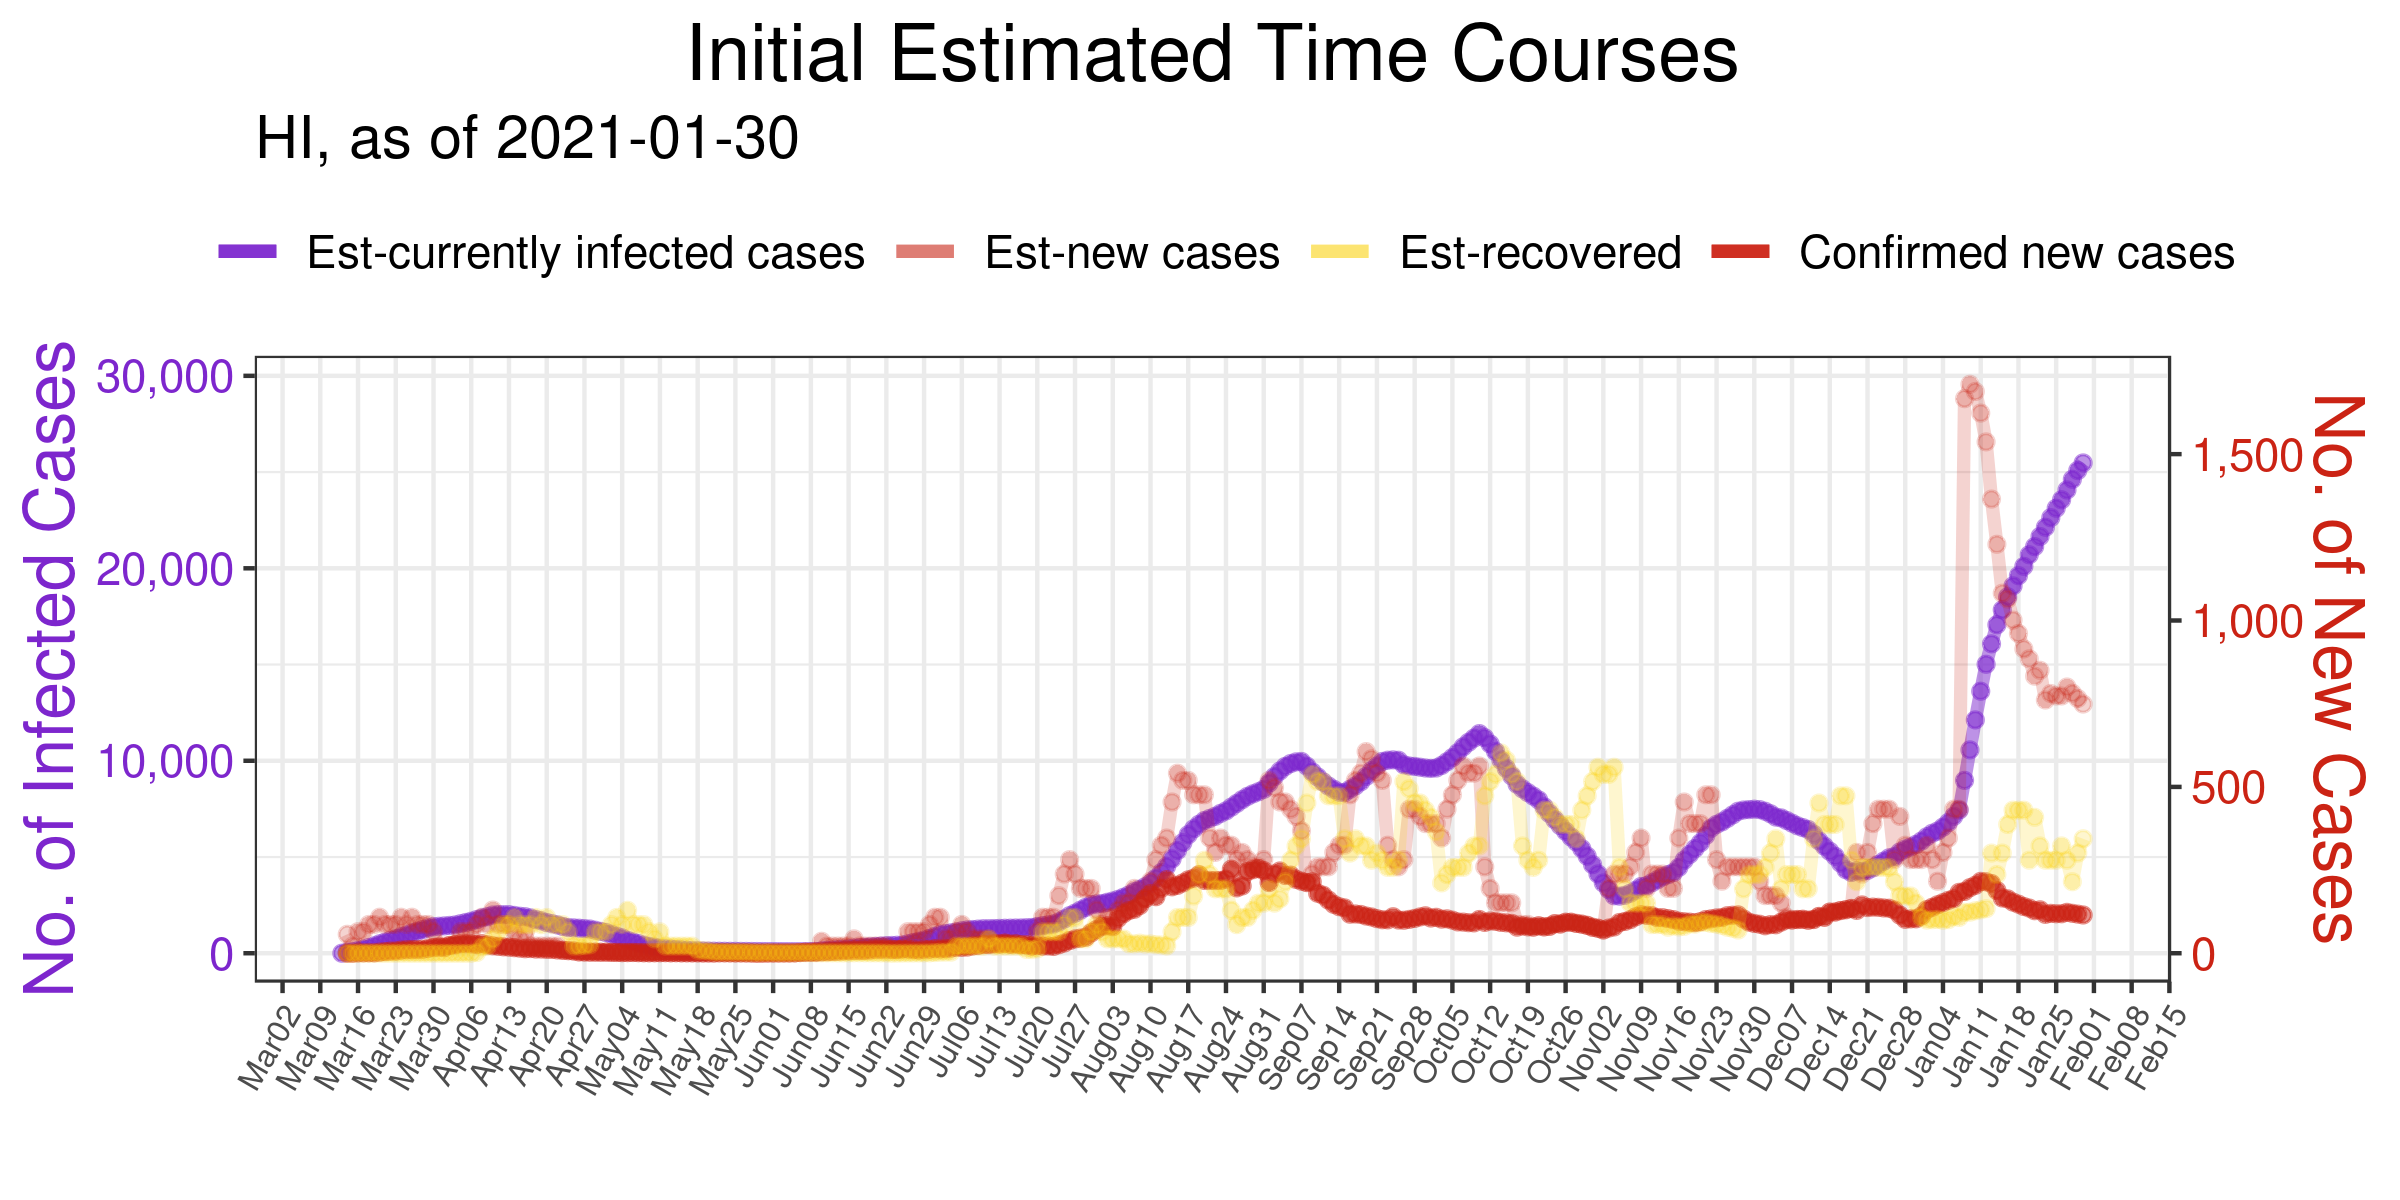 Initial Estimated Time Courses
HI, as of 2021-01-30
Est-currently infected cases
Est-new cases
Est-recovered
Confirmed new cases
No. of Infected Cases
30,000
20,000
10,000
0
No. of New Cases
1,500
1,000
500
0
Mar02
Mar09
Mar16
Mar23
Mar30
Apr06
Apr13
Apr20
Apr27
May04
May11
May18
May25
Jun01
Jun08
Jun15
Jun22
Jun29
Jul06
Jul13
Jul20
Jul27
Aug03
Aug10
Aug17
Aug24
Aug31
Sep07
Sep14
Sep21
Sep28
Oct05
Oct12
Oct19
Oct26
Nov02
Nov09
Nov16
Nov23
Nov30
Dec07
Dec14
Dec21
Dec28
Jan04
Jan11
Jan18
Jan25
Feb01
Feb08
Feb15